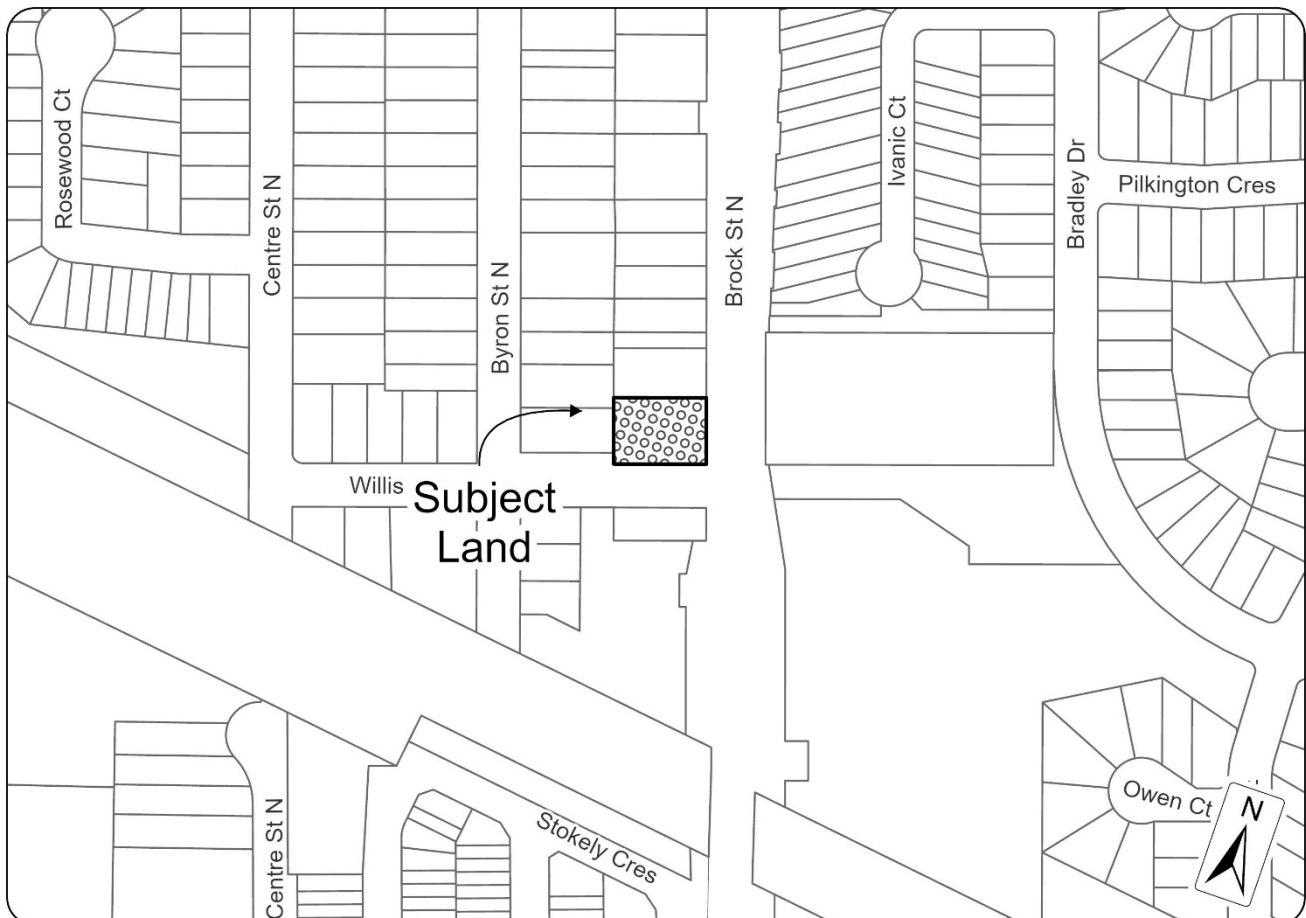 Rosewood Ct
Centre St N
Byron St N
Brock St N
Ivanic Ct
Bradley Dr
Pilkington Cres
Willis
Subject
Land
Centre St N
Stokely Cres
Owen Ct
N